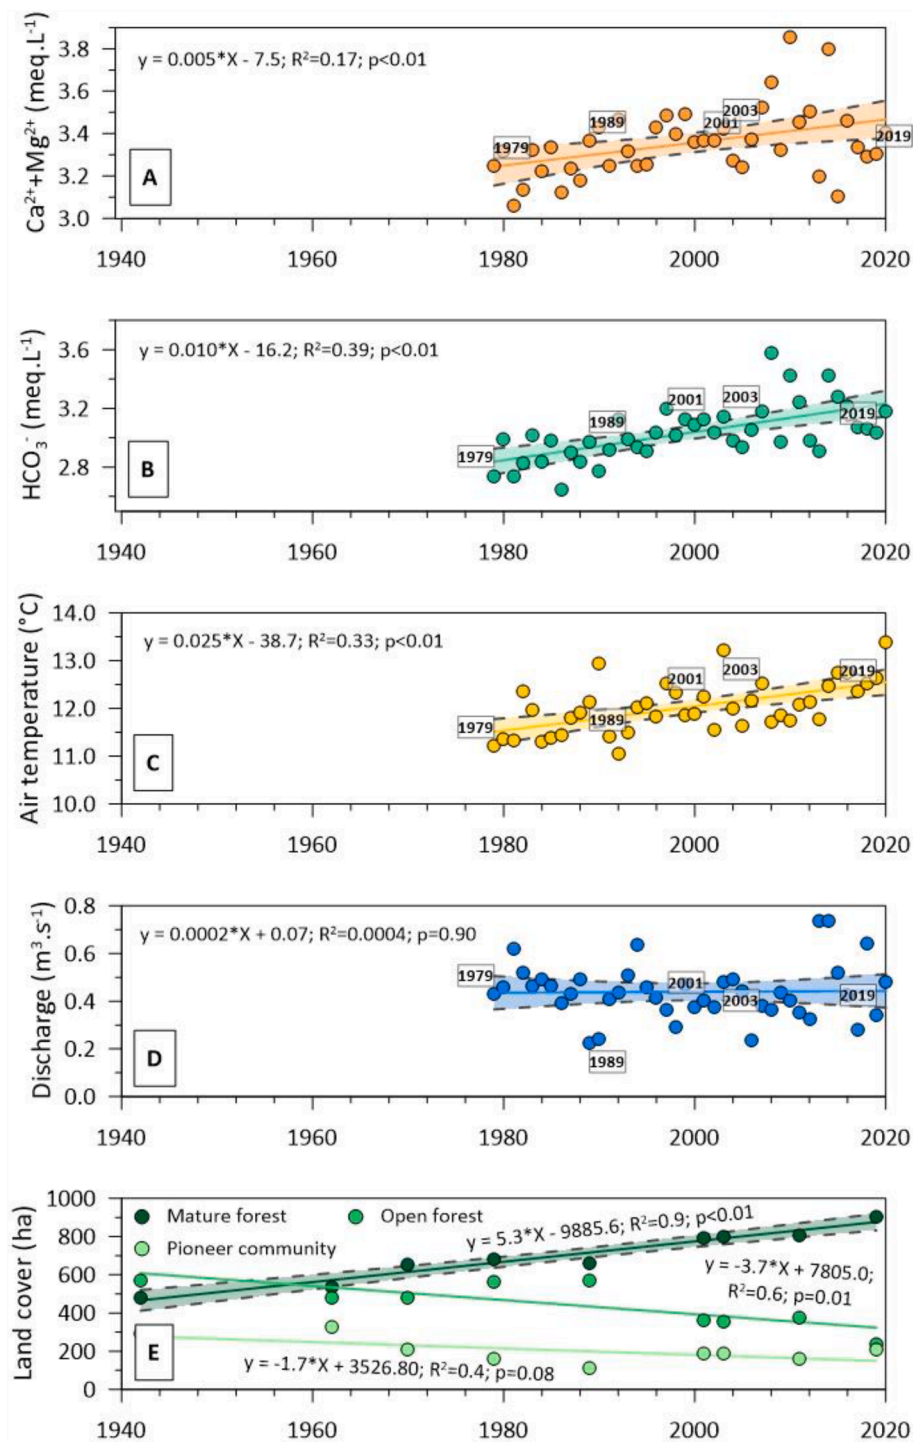 Ca²⁺+Mg²⁺ (meq.L⁻¹)
3.8
3.6
3.4
3.2
3.0
y = 0.005*X - 7.5; R²=0.17; p<0.01
1979
1989
2001
2003
2019
A
1940 1960 1980 2000 2020
HCO₃⁻ (meq.L⁻¹)
3.6
3.2
2.8
y = 0.010*X - 16.2; R²=0.39; p<0.01
1979
1989
2001
2003
2019
B
1940 1960 1980 2000 2020
Air temperature (°C)
14.0
13.0
12.0
11.0
10.0
y = 0.025*X - 38.7; R²=0.33; p<0.01
1979
1989
2001
2003
2019
C
1940 1960 1980 2000 2020
Discharge (m³.s⁻¹)
0.8
0.6
0.4
0.2
0.0
y = 0.0002*X + 0.07; R²=0.0004; p=0.90
1979
1989
2001
2003
2019
D
1940 1960 1980 2000 2020
Land cover (ha)
1000
800
600
400
200
0
Mature forest Open forest
Pioneer community
y = 5.3*X - 9885.6; R²=0.9; p<0.01
y = -3.7*X + 7805.0;
R²=0.6; p=0.01
y = -1.7*X + 3526.80; R²=0.4; p=0.08
E
1940 1960 1980 2000 2020